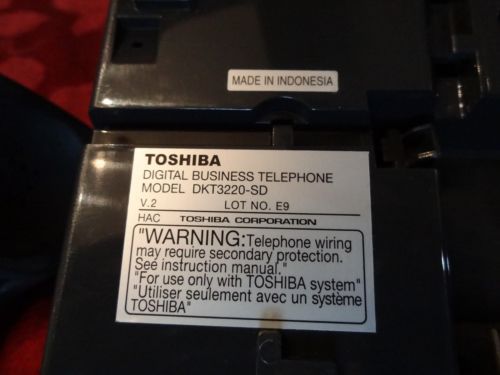 MADE IN INDONESIA
TOSHIBA
DIGITAL BUSINESS TELEPHONE
MODEL DKT3220-SD
V.2 LOT NO. E9
HAC TOSHIBA CORPORATION
"WARNING:Telephone wiring
may require secondary protection.
See instruction manual."
"For use only with TOSHIBA system"
"Utiliser seulement avec un système
TOSHIBA"